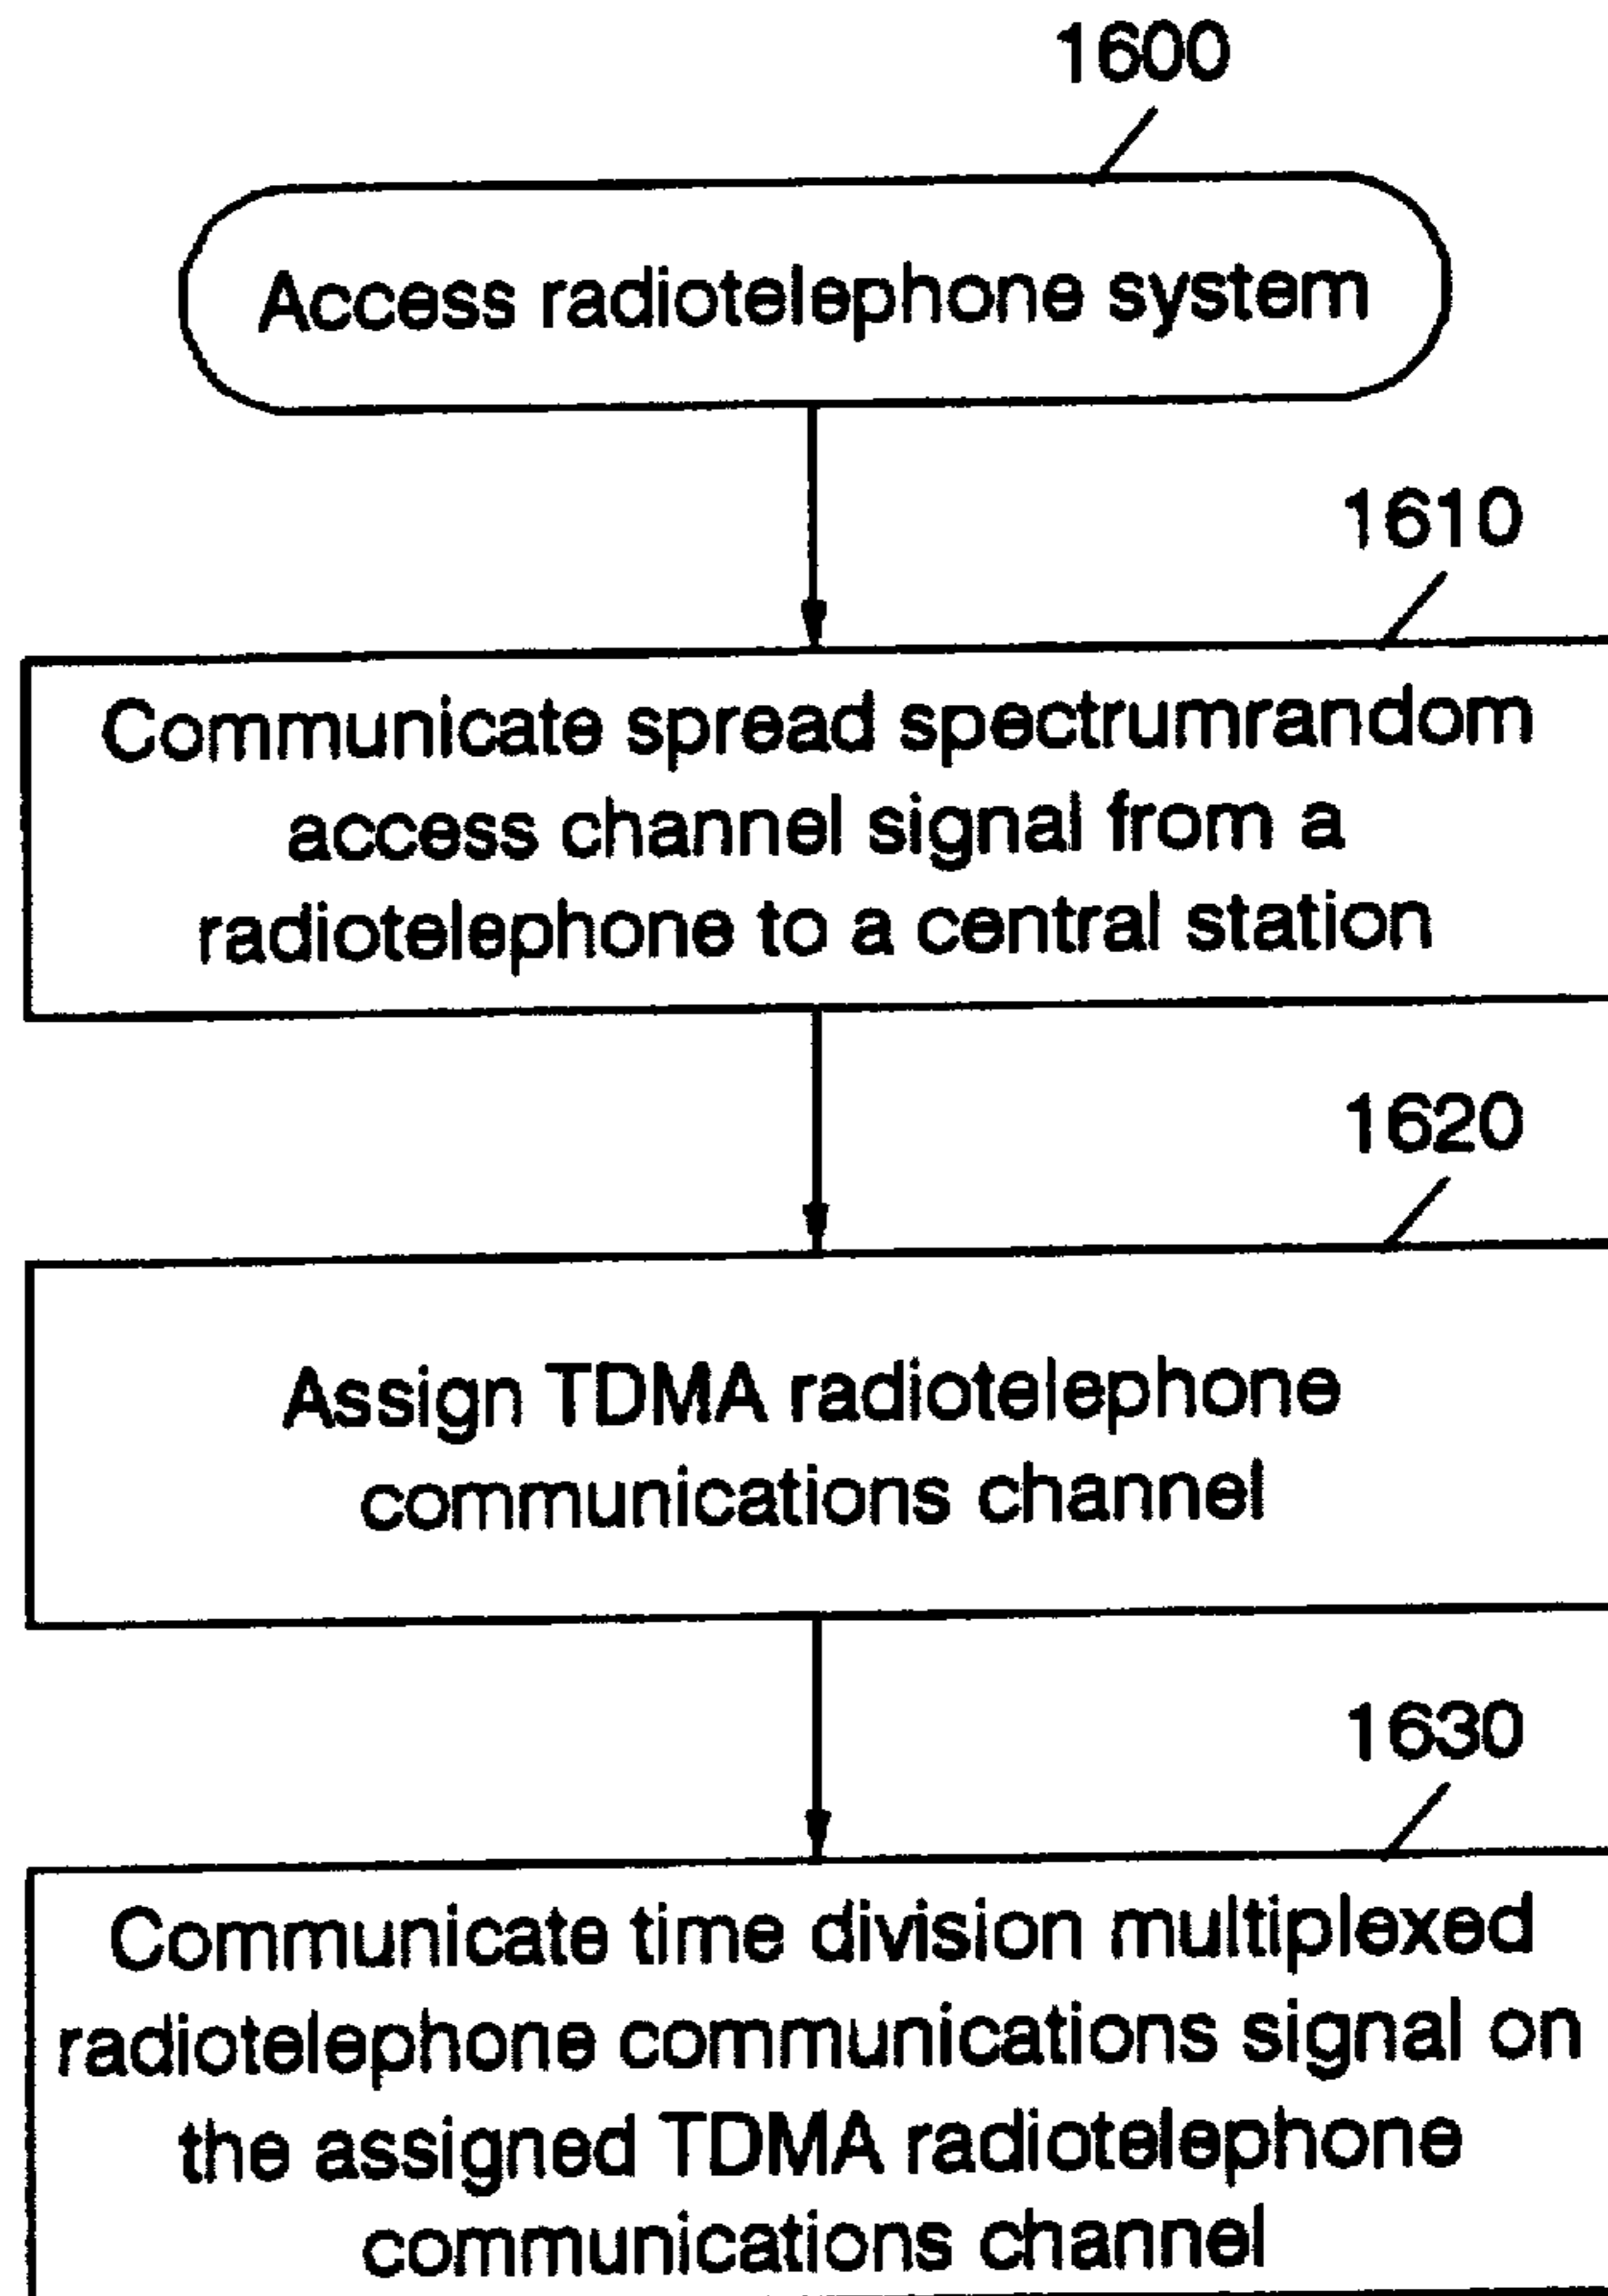 1600
Access radiotelephone system
1610
Communicate spread spectrumrandom
access channel signal from a
radiotelephone to a central station
1620
Assign TDMA radiotelephone
communications channel
1630
Communicate time division multiplexed
radiotelephone communications signal on
the assigned TDMA radiotelephone
communications channel